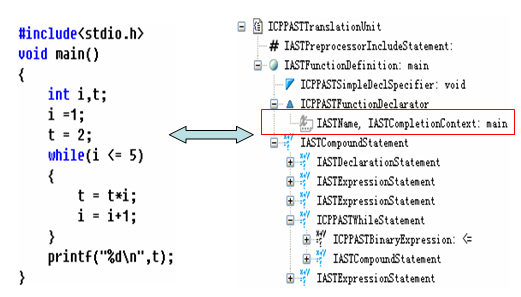 #include<stdio.h>
void main()
{
int i,t;
i =1;
t = 2;
while(i <= 5)
{
t = t*i;
i = i+1;
}
printf("%d\n",t);
}
ICPPASTTranslationUnit
# IASTPreprocessorIncludeStatement:
IASTFunctionDefinition: main
ICPPASTSimpleDeclSpecifier: void
ICPPASTFunctionDeclarator
IASTName, IASTCompletionContext: main
IASTCompoundStatement
IASTDeclarationStatement
IASTExpressionStatement
IASTExpressionStatement
ICPPASTWhileStatement
ICPPASTBinaryExpression: <=
IASTCompoundStatement
IASTExpressionStatement